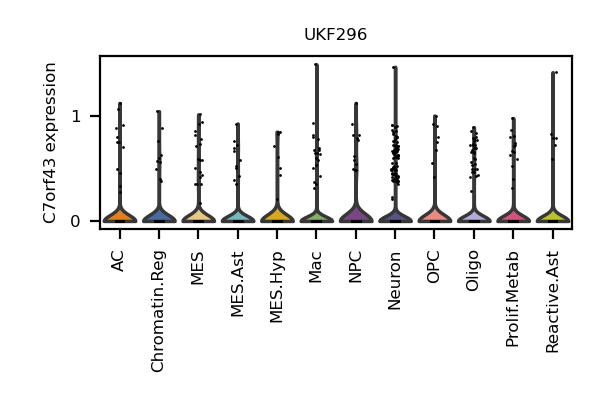 UKF296
C7orf43 expression
1
0
AC
Chromatin.Reg
MES
MES.Ast
MES.Hyp
Mac
NPC
Neuron
OPC
Oligo
Prolif.Metab
Reactive.Ast